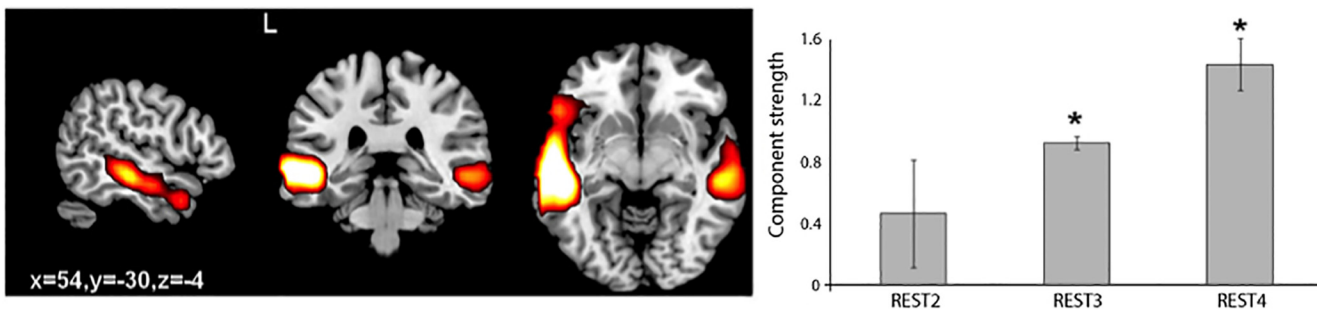 L
x=54,y=-30,z=-4
Component strength
1.6
1.2
0.8
0.4
0
*
*
REST2 REST3 REST4